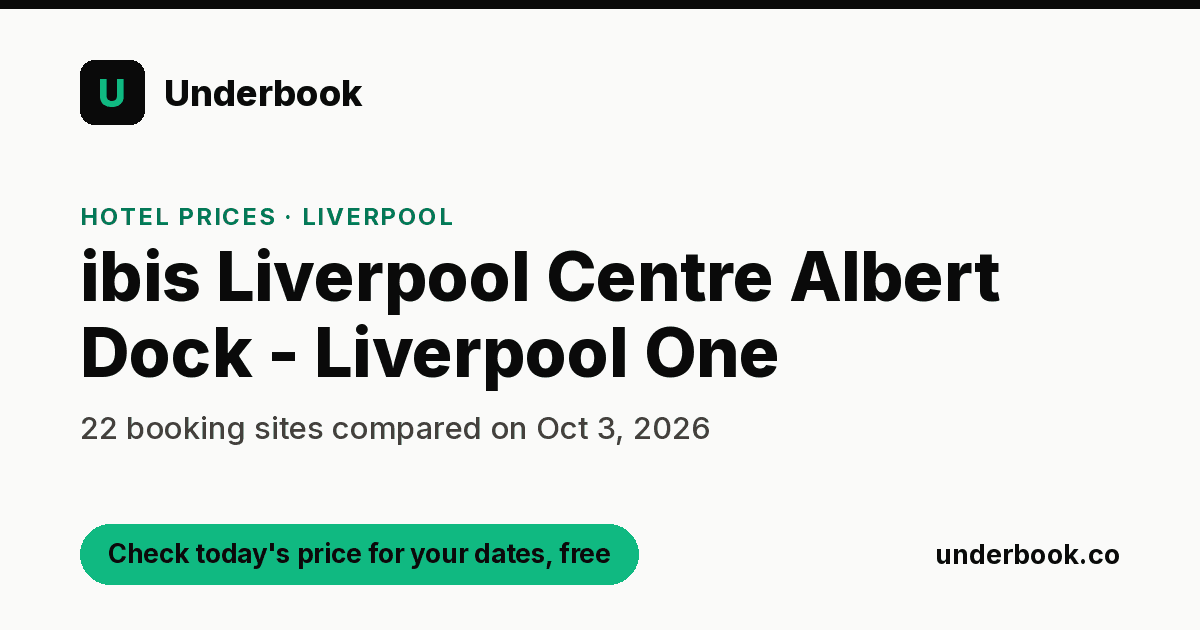 U Underbook
HOTEL PRICES · LIVERPOOL
ibis Liverpool Centre Albert
Dock - Liverpool One
22 booking sites compared on Oct 3, 2026
Check today's price for your dates, free
underbook.co